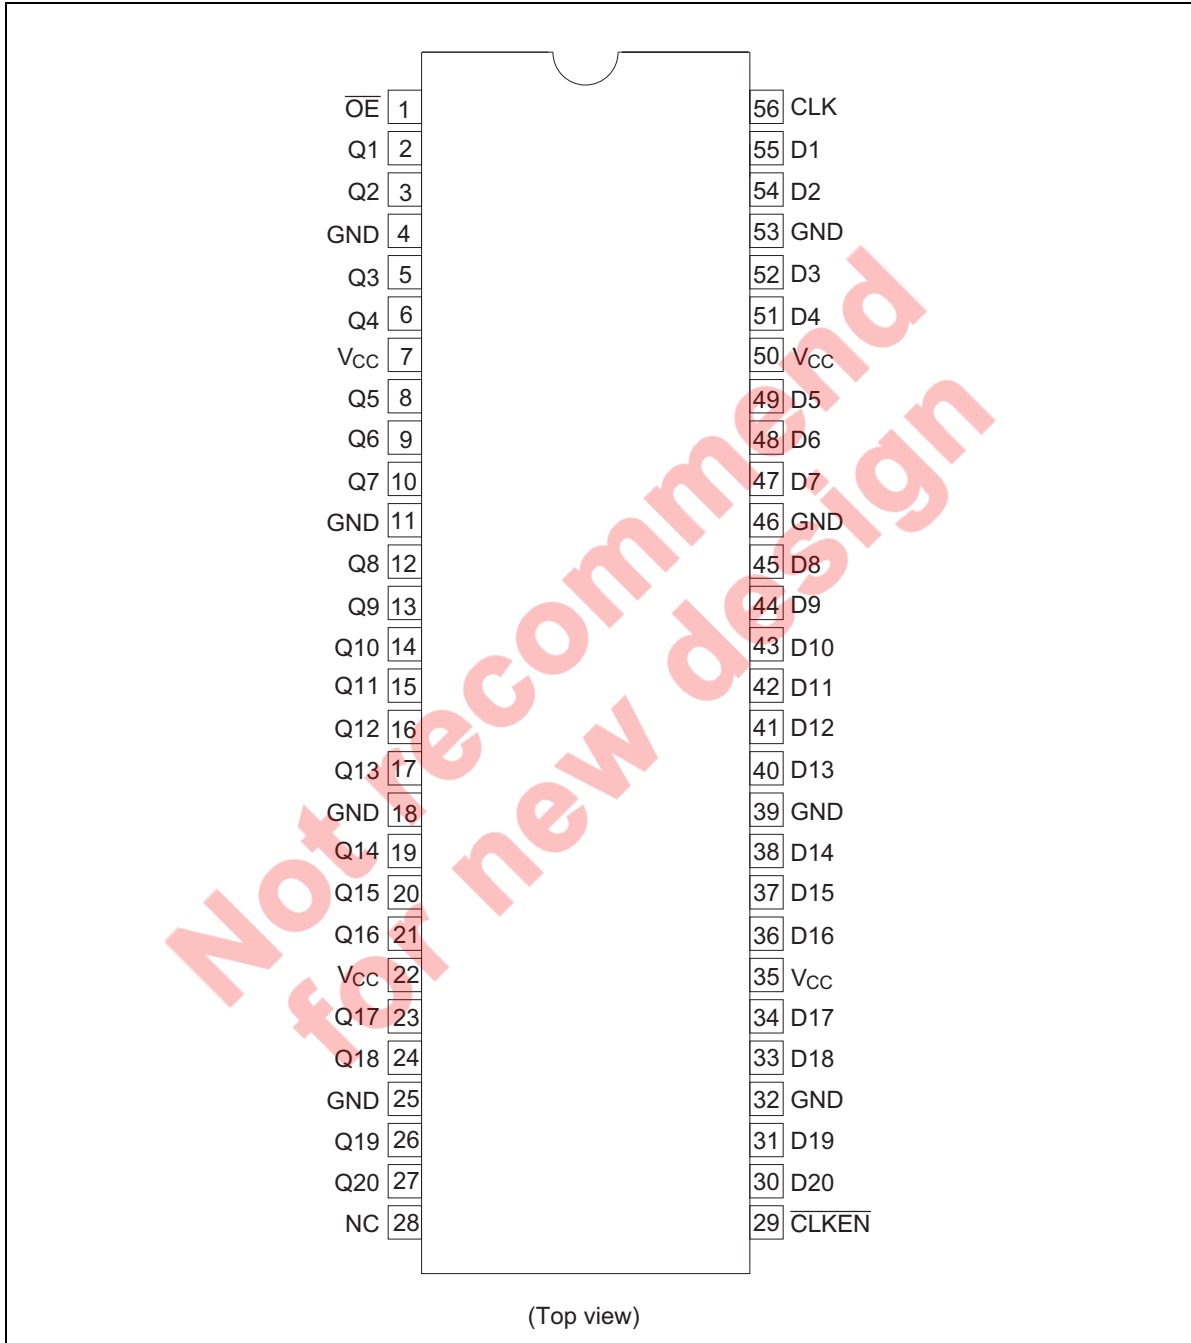 OE 1 56 CLK
Q1 2 55 D1
Q2 3 54 D2
GND 4 53 GND
Q3 5 52 D3
Q4 6 51 D4
VCC 7 50 VCC
Q5 8 49 D5
Q6 9 48 D6
Q7 10 47 D7
GND 11 46 GND
Q8 12 45 D8
Q9 13 44 D9
Q10 14 43 D10
Q11 15 42 D11
Q12 16 41 D12
Q13 17 40 D13
GND 18 39 GND
Q14 19 38 D14
Q15 20 37 D15
Q16 21 36 D16
VCC 22 35 VCC
Q17 23 34 D17
Q18 24 33 D18
GND 25 32 GND
Q19 26 31 D19
Q20 27 30 D20
NC 28 29 CLKEN
(Top view)
Not recommend
for new design